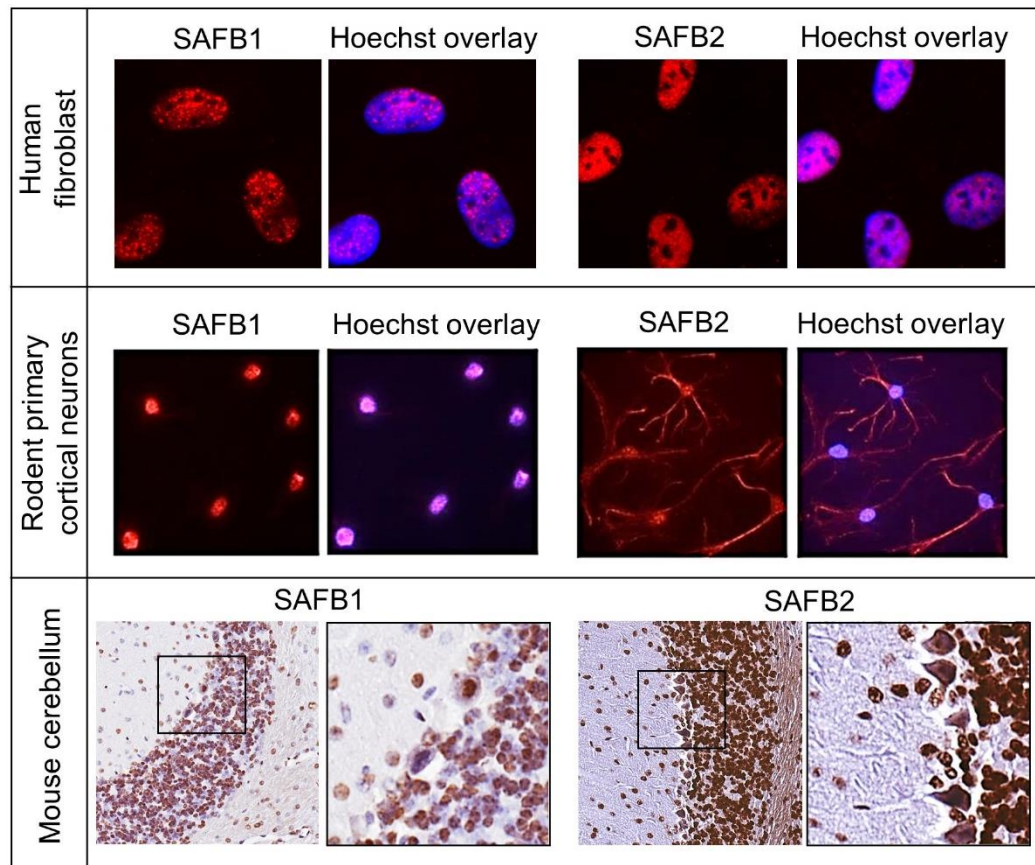 Human
fibroblast
SAFB1
Hoechst overlay
SAFB2
Hoechst overlay
Rodent primary
cortical neurons
SAFB1
Hoechst overlay
SAFB2
Hoechst overlay
Mouse cerebellum
SAFB1
SAFB2